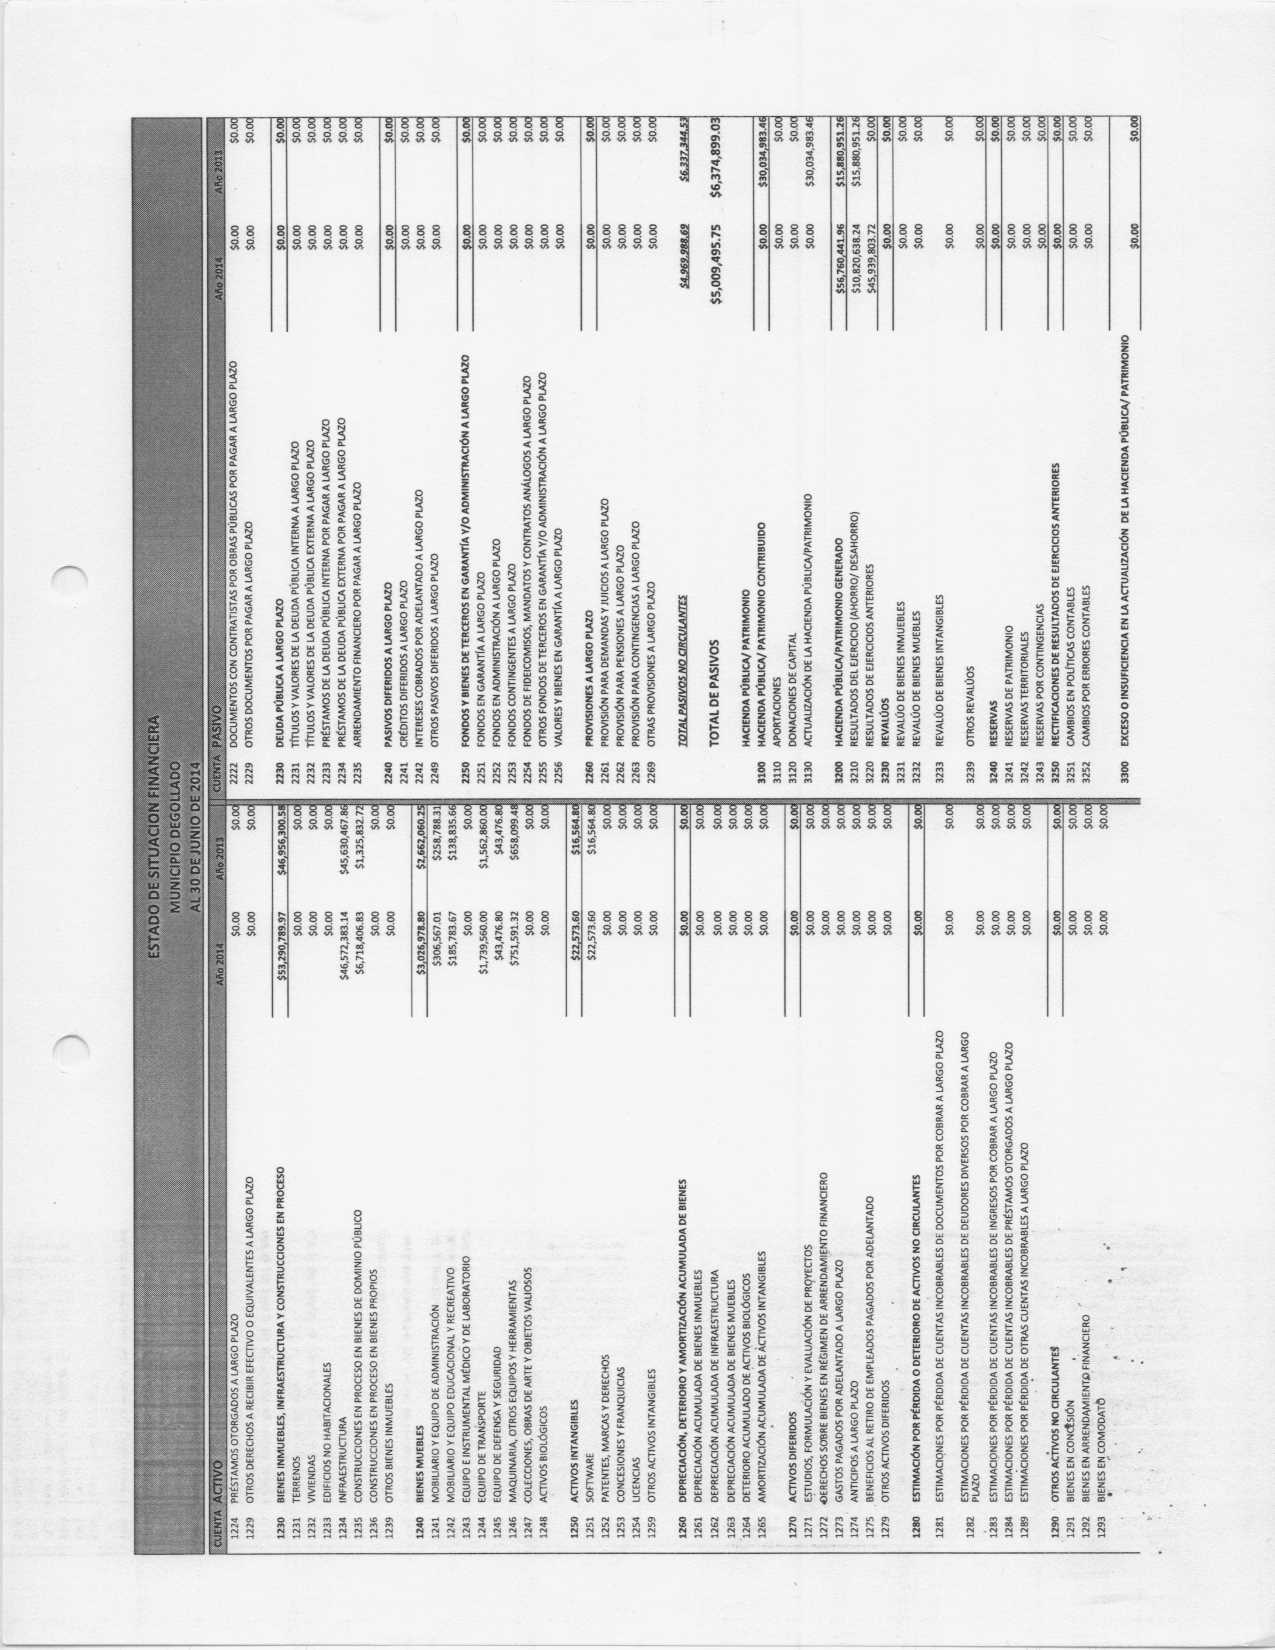 ESTADO DE SITUACION FINANCIERA
MUNICIPIO DEGOLLADO
AL 30 DE JUNIO DE 2014
CUENTA ACTIVO Año 2014 Año 2013
1224 PRÉSTAMOS OTORGADOS A LARGO PLAZO $0.00 $0.00
1229 OTROS DERECHOS A RECIBIR EFECTIVO O EQUIVALENTES A LARGO PLAZO $0.00 $0.00
1230 BIENES INMUEBLES, INFRAESTRUCTURA Y CONSTRUCCIONES EN PROCESO $53,290,789.97 $46,956,300.58
1231 TERRENOS $0.00 $0.00
1232 VIVIENDAS $0.00 $0.00
1233 EDIFICIOS NO HABITACIONALES $0.00 $0.00
1234 INFRAESTRUCTURA $46,572,383.14 $45,630,467.86
1235 CONSTRUCCIONES EN PROCESO EN BIENES DE DOMINIO PÚBLICO $6,718,406.83 $1,325,832.72
1236 CONSTRUCCIONES EN PROCESO EN BIENES PROPIOS $0.00 $0.00
1239 OTROS BIENES INMUEBLES $0.00 $0.00
1240 BIENES MUEBLES $3,026,978.80 $2,662,060.25
1241 MOBILIARIO Y EQUIPO DE ADMINISTRACIÓN $306,567.01 $258,788.31
1242 MOBILIARIO Y EQUIPO EDUCACIONAL Y RECREATIVO $185,783.67 $138,835.66
1243 EQUIPO E INSTRUMENTAL MÉDICO Y DE LABORATORIO $0.00 $0.00
1244 EQUIPO DE TRANSPORTE $1,739,560.00 $1,562,860.00
1245 EQUIPO DE DEFENSA Y SEGURIDAD $43,476.80 $43,476.80
1246 MAQUINARIA, OTROS EQUIPOS Y HERRAMIENTAS $751,591.32 $658,099.48
1247 COLECCIONES, OBRAS DE ARTE Y OBJETOS VALIOSOS $0.00 $0.00
1248 ACTIVOS BIOLÓGICOS $0.00 $0.00
1250 ACTIVOS INTANGIBLES $22,573.60 $16,564.80
1251 SOFTWARE $22,573.60 $16,564.80
1252 PATENTES, MARCAS Y DERECHOS $0.00 $0.00
1253 CONCESIONES Y FRANQUICIAS $0.00 $0.00
1254 LICENCIAS $0.00 $0.00
1259 OTROS ACTIVOS INTANGIBLES $0.00 $0.00
1260 DEPRECIACIÓN, DETERIORO Y AMORTIZACIÓN ACUMULADA DE BIENES $0.00 $0.00
1261 DEPRECIACIÓN ACUMULADA DE BIENES INMUEBLES $0.00 $0.00
1262 DEPRECIACIÓN ACUMULADA DE INFRAESTRUCTURA $0.00 $0.00
1263 DEPRECIACIÓN ACUMULADA DE BIENES MUEBLES $0.00 $0.00
1264 DETERIORO ACUMULADO DE ACTIVOS BIOLÓGICOS $0.00 $0.00
1265 AMORTIZACIÓN ACUMULADA DE ACTIVOS INTANGIBLES $0.00 $0.00
1270 ACTIVOS DIFERIDOS $0.00 $0.00
1271 ESTUDIOS, FORMULACIÓN Y EVALUACIÓN DE PROYECTOS $0.00 $0.00
1272 DERECHOS SOBRE BIENES EN RÉGIMEN DE ARRENDAMIENTO FINANCIERO $0.00 $0.00
1273 GASTOS PAGADOS POR ADELANTADO A LARGO PLAZO $0.00 $0.00
1274 ANTICIPOS A LARGO PLAZO $0.00 $0.00
1275 BENEFICIOS AL RETIRO DE EMPLEADOS PAGADOS POR ADELANTADO $0.00 $0.00
1279 OTROS ACTIVOS DIFERIDOS $0.00 $0.00
1280 ESTIMACIÓN POR PÉRDIDA O DETERIORO DE ACTIVOS NO CIRCULANTES $0.00 $0.00
1281 ESTIMACIONES POR PÉRDIDA DE CUENTAS INCOBRABLES DE DOCUMENTOS POR COBRAR A LARGO PLAZO $0.00 $0.00
1282 ESTIMACIONES POR PÉRDIDA DE CUENTAS INCOBRABLES DE DEUDORES DIVERSOS POR COBRAR A LARGO
PLAZO $0.00 $0.00
1283 ESTIMACIONES POR PÉRDIDA DE CUENTAS INCOBRABLES DE INGRESOS POR COBRAR A LARGO PLAZO $0.00 $0.00
1284 ESTIMACIONES POR PÉRDIDA DE CUENTAS INCOBRABLES DE PRÉSTAMOS OTORGADOS A LARGO PLAZO $0.00 $0.00
1289 ESTIMACIONES POR PÉRDIDA DE OTRAS CUENTAS INCOBRABLES A LARGO PLAZO $0.00 $0.00
1290 OTROS ACTIVOS NO CIRCULANTES $0.00 $0.00
1291 BIENES EN CONCESIÓN $0.00 $0.00
1292 BIENES EN ARRENDAMIENTO FINANCIERO $0.00 $0.00
1293 BIENES EN COMODATO $0.00 $0.00
CUENTA PASIVO Año 2014 Año 2013
2222 DOCUMENTOS CON CONTRATISTAS POR OBRAS PÚBLICAS POR PAGAR A LARGO PLAZO $0.00 $0.00
2229 OTROS DOCUMENTOS POR PAGAR A LARGO PLAZO $0.00 $0.00
2230 DEUDA PÚBLICA A LARGO PLAZO $0.00 $0.00
2231 TÍTULOS Y VALORES DE LA DEUDA PÚBLICA INTERNA A LARGO PLAZO $0.00 $0.00
2232 TÍTULOS Y VALORES DE LA DEUDA PÚBLICA EXTERNA A LARGO PLAZO $0.00 $0.00
2233 PRÉSTAMOS DE LA DEUDA PÚBLICA INTERNA POR PAGAR A LARGO PLAZO $0.00 $0.00
2234 PRÉSTAMOS DE LA DEUDA PÚBLICA EXTERNA POR PAGAR A LARGO PLAZO $0.00 $0.00
2235 ARRENDAMIENTO FINANCIERO POR PAGAR A LARGO PLAZO $0.00 $0.00
2240 PASIVOS DIFERIDOS A LARGO PLAZO $0.00 $0.00
2241 CRÉDITOS DIFERIDOS A LARGO PLAZO $0.00 $0.00
2242 INTERESES COBRADOS POR ADELANTADO A LARGO PLAZO $0.00 $0.00
2249 OTROS PASIVOS DIFERIDOS A LARGO PLAZO $0.00 $0.00
2250 FONDOS Y BIENES DE TERCEROS EN GARANTÍA Y/O ADMINISTRACIÓN A LARGO PLAZO $0.00 $0.00
2251 FONDOS EN GARANTÍA A LARGO PLAZO $0.00 $0.00
2252 FONDOS EN ADMINISTRACIÓN A LARGO PLAZO $0.00 $0.00
2253 FONDOS CONTINGENTES A LARGO PLAZO $0.00 $0.00
2254 FONDOS DE FIDEICOMISOS, MANDATOS Y CONTRATOS ANÁLOGOS A LARGO PLAZO $0.00 $0.00
2255 OTROS FONDOS DE TERCEROS EN GARANTÍA Y/O ADMINISTRACIÓN A LARGO PLAZO $0.00 $0.00
2256 VALORES Y BIENES EN GARANTÍA A LARGO PLAZO $0.00 $0.00
2260 PROVISIONES A LARGO PLAZO $0.00 $0.00
2261 PROVISIÓN PARA DEMANDAS Y JUICIOS A LARGO PLAZO $0.00 $0.00
2262 PROVISIÓN PARA PENSIONES A LARGO PLAZO $0.00 $0.00
2263 PROVISIÓN PARA CONTINGENCIAS A LARGO PLAZO $0.00 $0.00
2269 OTRAS PROVISIONES A LARGO PLAZO $0.00 $0.00
TOTAL PASIVOS NO CIRCULANTES $4,969,988.69 $6,337,344.53
TOTAL DE PASIVOS $5,009,495.75 $6,374,899.03
HACIENDA PÚBLICA/ PATRIMONIO
3100 HACIENDA PÚBLICA/ PATRIMONIO CONTRIBUIDO $0.00 $30,034,983.46
3110 APORTACIONES $0.00 $0.00
3120 DONACIONES DE CAPITAL $0.00 $0.00
3130 ACTUALIZACIÓN DE LA HACIENDA PÚBLICA/PATRIMONIO $0.00 $30,034,983.46
3200 HACIENDA PÚBLICA/PATRIMONIO GENERADO $56,760,441.96 $15,880,951.26
3210 RESULTADOS DEL EJERCICIO (AHORRO/ DESAHORRO) $10,820,638.24 $15,880,951.26
3220 RESULTADOS DE EJERCICIOS ANTERIORES $45,939,803.72 $0.00
3230 REVALÚOS $0.00 $0.00
3231 REVALÚO DE BIENES INMUEBLES $0.00 $0.00
3232 REVALÚO DE BIENES MUEBLES $0.00 $0.00
3233 REVALÚO DE BIENES INTANGIBLES $0.00 $0.00
3239 OTROS REVALÚOS $0.00 $0.00
3240 RESERVAS $0.00 $0.00
3241 RESERVAS DE PATRIMONIO $0.00 $0.00
3242 RESERVAS TERRITORIALES $0.00 $0.00
3243 RESERVAS POR CONTINGENCIAS $0.00 $0.00
3250 RECTIFICACIONES DE RESULTADOS DE EJERCICIOS ANTERIORES $0.00 $0.00
3251 CAMBIOS EN POLÍTICAS CONTABLES $0.00 $0.00
3252 CAMBIOS POR ERRORES CONTABLES $0.00 $0.00
3300 EXCESO O INSUFICIENCIA EN LA ACTUALIZACIÓN DE LA HACIENDA PÚBLICA/ PATRIMONIO $0.00 $0.00